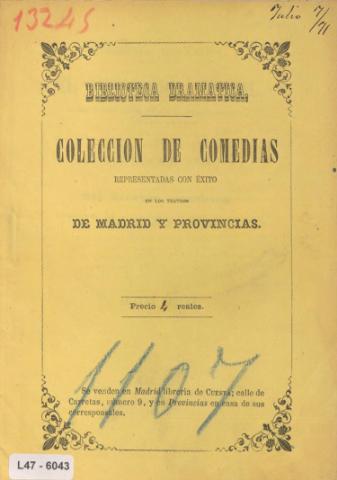 13245
Julio 7/71
BIBLIOTECA DRAMATICA,
COLECCION DE COMEDIAS
REPRESENTADAS CON ÉXITO
EN LOS TEATROS
DE MADRID Y PROVINCIAS.
Precio 4 reales.
1107
Se venden en Madrid librería de CUESTA; calle de
Carretas, número 9, y en Provincias en casa de sus
corresponsales.
L47 - 6043